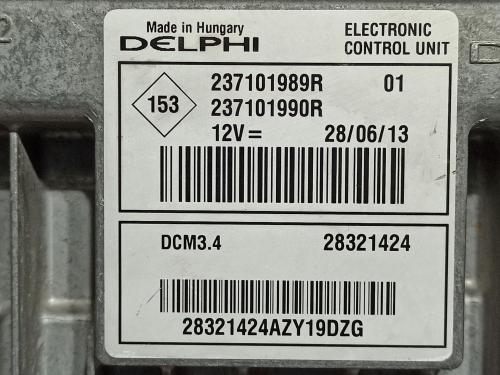 Made in Hungary
DELPHI
ELECTRONIC
CONTROL UNIT
153
237101989R 01
237101990R
12V= 28/06/13
DCM3.4 28321424
28321424AZY19DZG